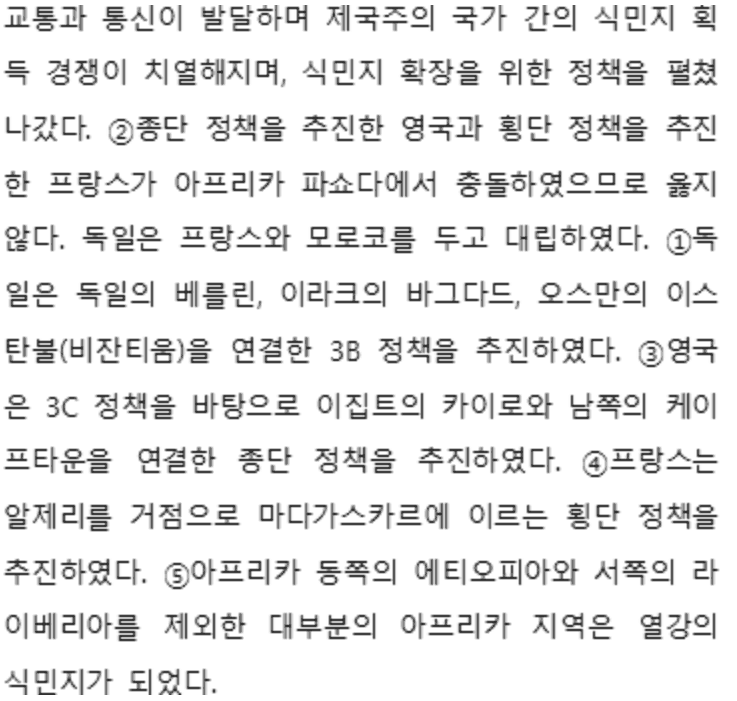 교통과 통신이 발달하며 제국주의 국가 간의 식민지 획
득 경쟁이 치열해지며, 식민지 확장을 위한 정책을 펼쳤
나갔다. ②종단 정책을 추진한 영국과 횡단 정책을 추진
한 프랑스가 아프리카 파쇼다에서 충돌하였으므로 옳지
않다. 독일은 프랑스와 모로코를 두고 대립하였다. ①독
일은 독일의 베를린, 이라크의 바그다드, 오스만의 이스
탄불(비잔티움)을 연결한 3B 정책을 추진하였다. ③영국
은 3C 정책을 바탕으로 이집트의 카이로와 남쪽의 케이
프타운을 연결한 종단 정책을 추진하였다. ④프랑스는
알제리를 거점으로 마다가스카르에 이르는 횡단 정책을
추진하였다. ⑤아프리카 동쪽의 에티오피아와 서쪽의 라
이베리아를 제외한 대부분의 아프리카 지역은 열강의
식민지가 되었다.